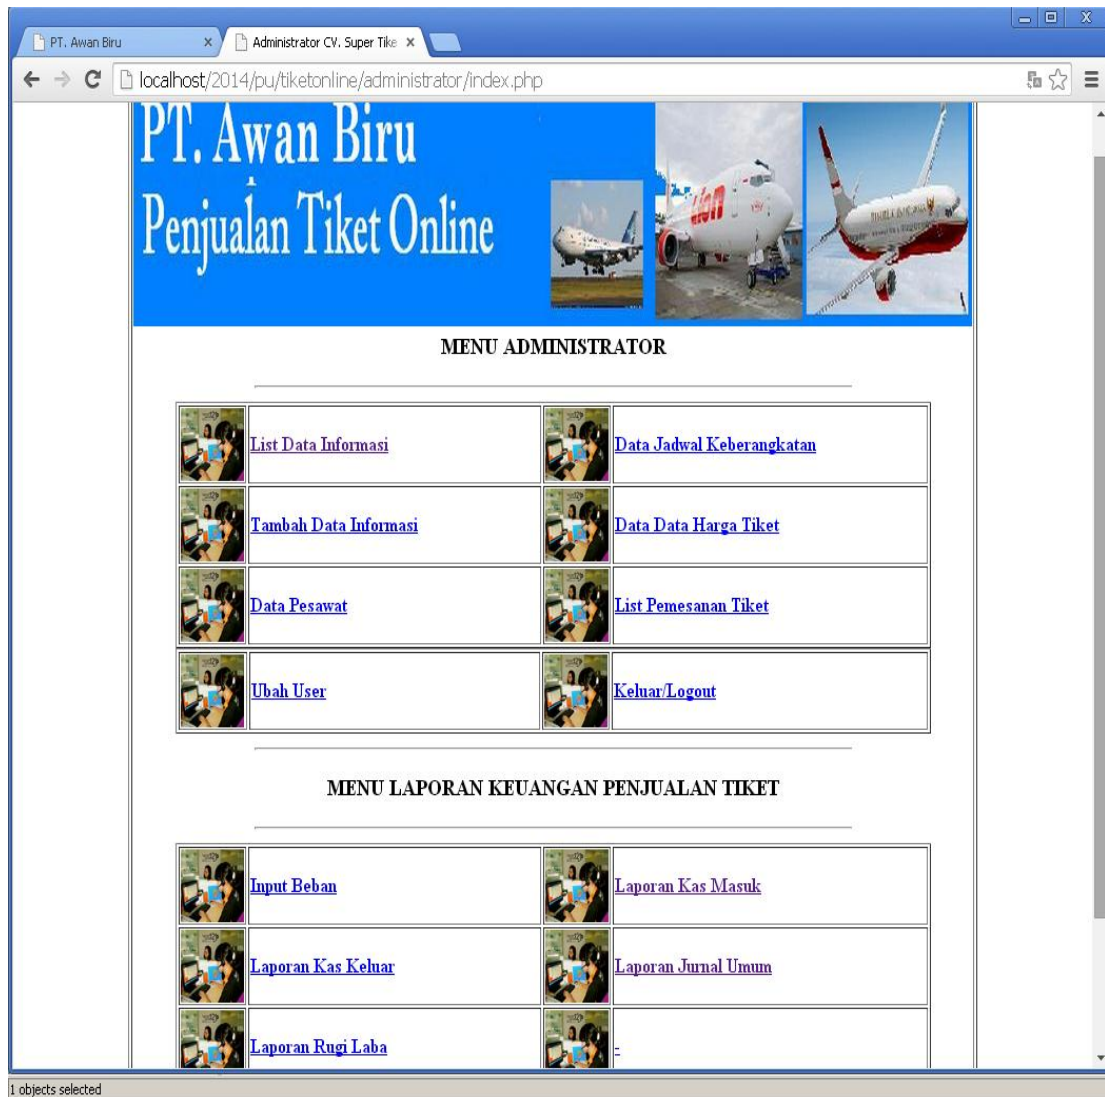 PT. Awan Biru
Administrator CV. Super Tike
localhost/2014/pu/tiketonline/administrator/index.php
PT. Awan Biru
Penjualan Tiket Online
Lion
MENU ADMINISTRATOR
List Data Informasi
Data Jadwal Keberangkatan
Tambah Data Informasi
Data Data Harga Tiket
Data Pesawat
List Pemesanan Tiket
Ubah User
Keluar/Logout
MENU LAPORAN KEUANGAN PENJUALAN TIKET
Input Beban
Laporan Kas Masuk
Laporan Kas Keluar
Laporan Jurnal Umum
Laporan Rugi Laba
-
1 objects selected